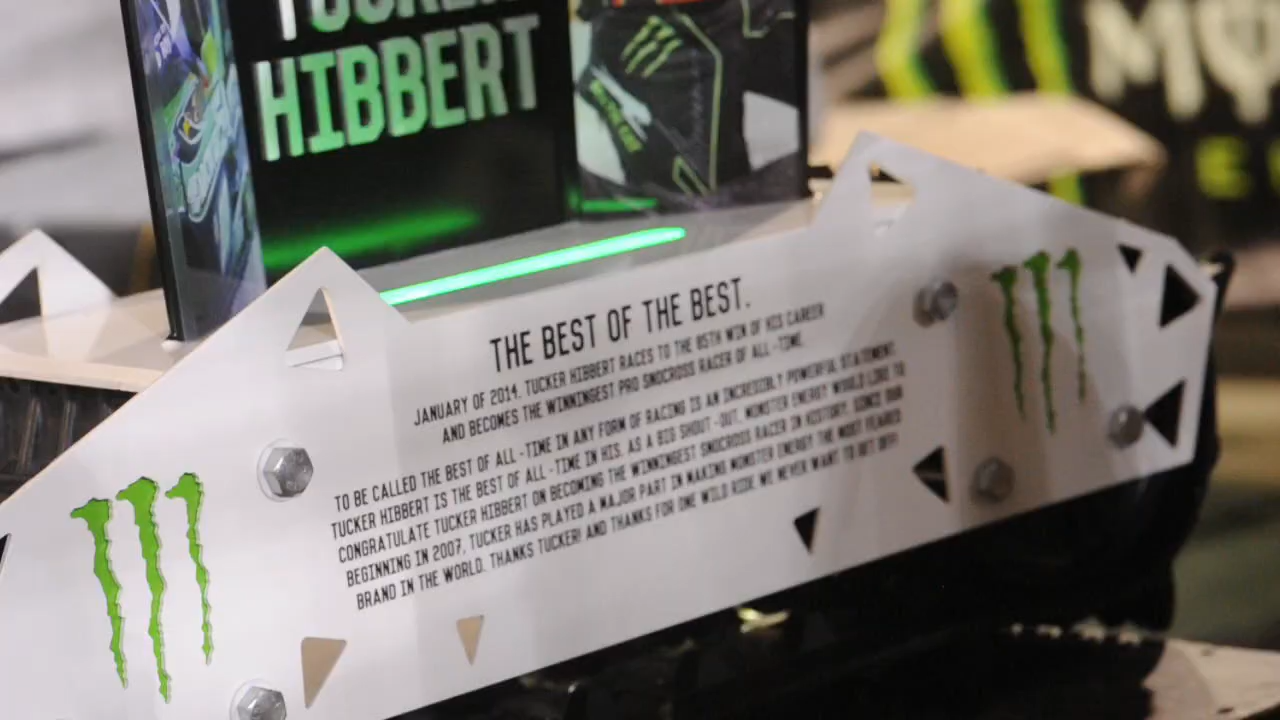 TUCKER
HIBBERT
THE BEST OF THE BEST.
JANUARY OF 2014. TUCKER HIBBERT RACES TO THE 85TH WIN OF HIS CAREER
AND BECOMES THE WINNINGEST PRO SNOCROSS RACER OF ALL-TIME.
TO BE CALLED THE BEST OF ALL-TIME IN ANY FORM OF RACING IS AN INCREDIBLY POWERFUL STATEMENT.
TUCKER HIBBERT IS THE BEST OF ALL-TIME IN HIS. AS A BIG SHOUT-OUT, MONSTER ENERGY WOULD LIKE TO
CONGRATULATE TUCKER HIBBERT ON BECOMING THE WINNINGEST SNOCROSS RACER IN HISTORY. SINCE OUR
BEGINNING IN 2007, TUCKER HAS PLAYED A MAJOR PART IN MAKING MONSTER ENERGY THE MOST FEARED
BRAND IN THE WORLD. THANKS TUCKER! AND THANKS FOR ONE WILD RIDE WE NEVER WANT TO GET OFF!